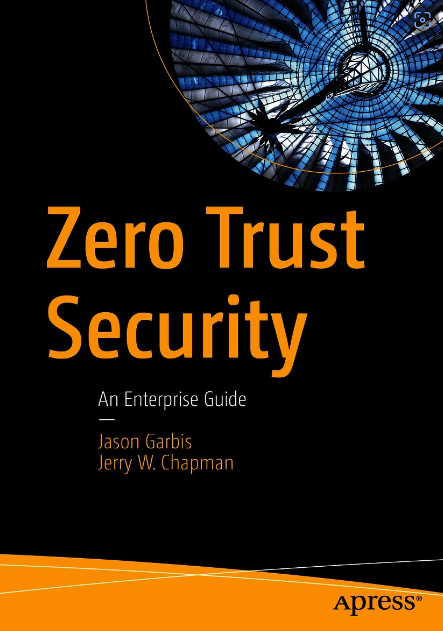 Zero Trust
Security
An Enterprise Guide
Jason Garbis
Jerry W. Chapman
Apress®